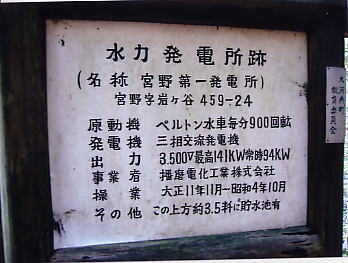 水力発電所跡
(名称 宮野第一発電所)
宮野字岩ヶ谷 459-24
原動機 ペルトン水車毎分900回転
発電機 三相交流発電機
出力 3.500V最高141KW常時94KW
事業者 播磨電化工業株式会社
操業 大正11年11月～昭和4年10月
その他 この上方約3.5料に貯水池有
教育委員会